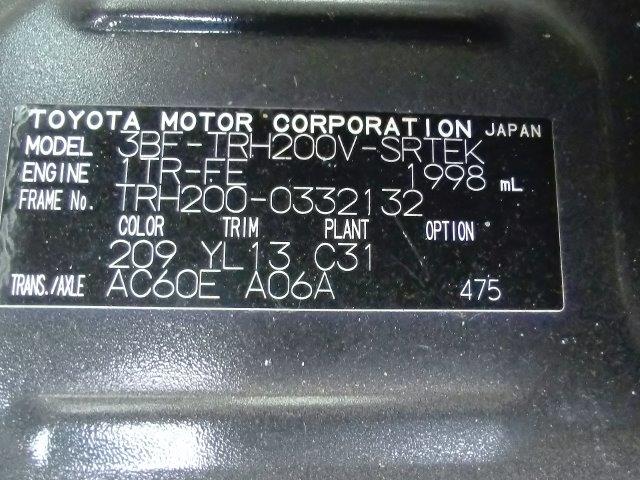 TOYOTA MOTOR CORPORATION JAPAN
MODEL 3BF-TRH200V-SRTEK
ENGINE 1TR-FE 1998 mL
FRAME No. TRH200-0332132
COLOR TRIM PLANT OPTION
209 YL13 C31
TRANS./AXLE AC60E A06A 475